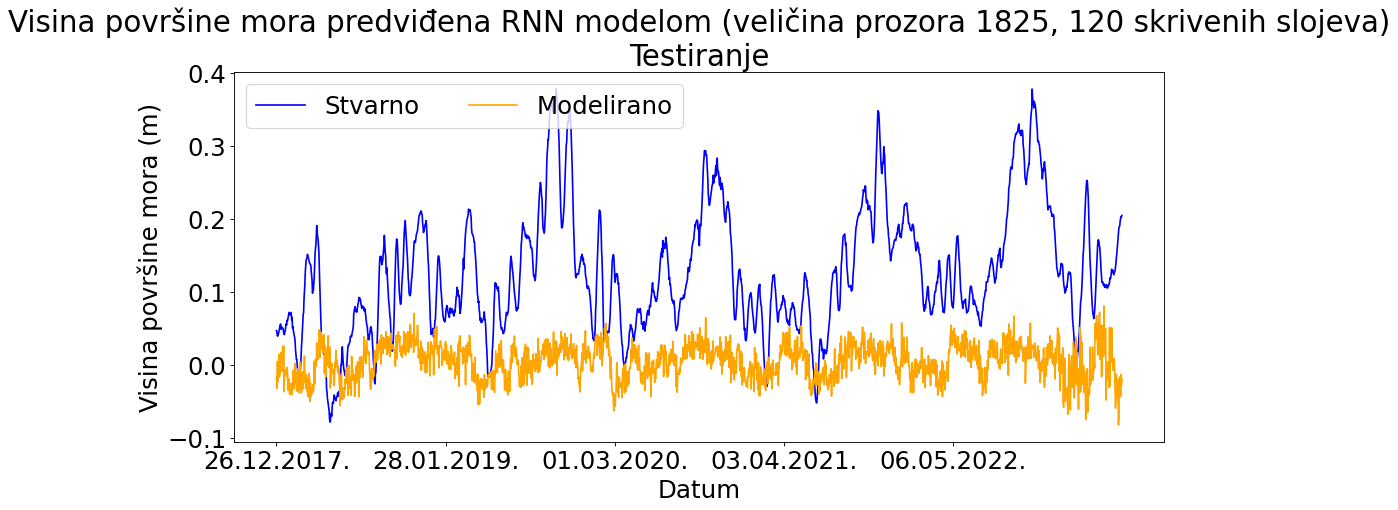 Visina površine mora predviđena RNN modelom (veličina prozora 1825, 120 skrivenih slojeva)
Testiranje
Stvarno
Modelirano
Visina površine mora (m)
0.4
0.3
0.2
0.1
0.0
−0.1
26.12.2017.
28.01.2019.
01.03.2020.
03.04.2021.
06.05.2022.
Datum